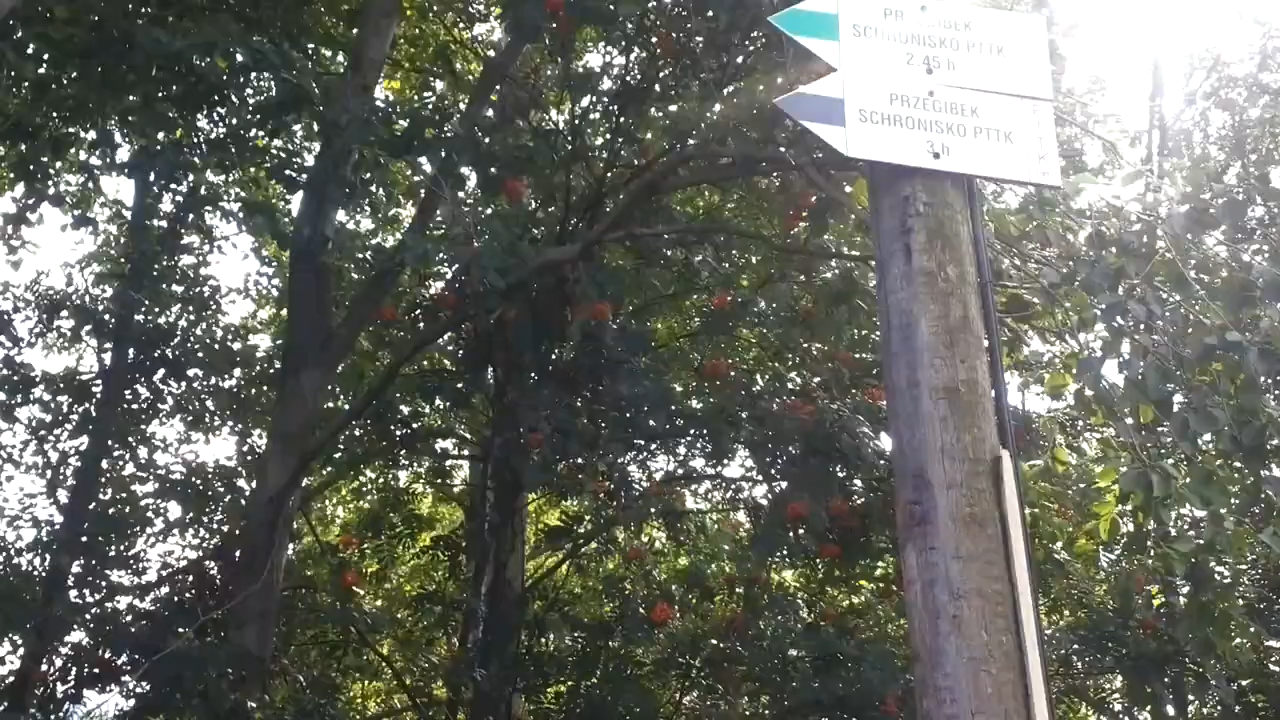 SCHRONISKO PTTK
2.45 h
PRZEGIBEK
SCHRONISKO PTTK
3 h